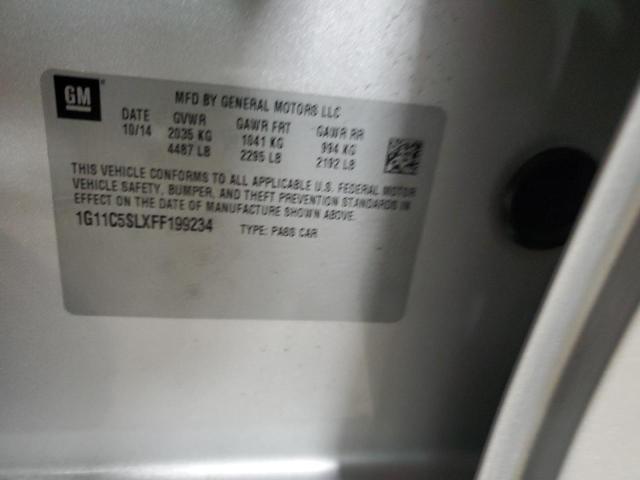 GM
MFD BY GENERAL MOTORS LLC
DATE GVWR GAWR FRT GAWR RR
10/14 2035 KG 1041 KG 994 KG
4487 LB 2295 LB 2192 LB
THIS VEHICLE CONFORMS TO ALL APPLICABLE U.S. FEDERAL MOTOR
VEHICLE SAFETY, BUMPER, AND THEFT PREVENTION STANDARDS IN
EFFECT ON THE DATE OF MANUFACTURE SHOWN ABOVE.
1G11C5SLXFF199234 TYPE: PASS CAR